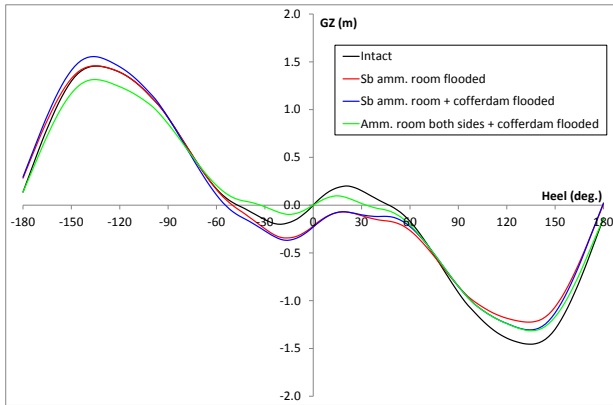 2.0
GZ (m)
Intact
1.5
Sb amm. room flooded
1.0
Sb amm. room + cofferdam flooded
Amm. room both sides + cofferdam flooded
0.5
0.0
Heel (deg.)
-180 -150 -120 -90 -60 -30 0 30 60 90 120 150 180
-0.5
-1.0
-1.5
-2.0